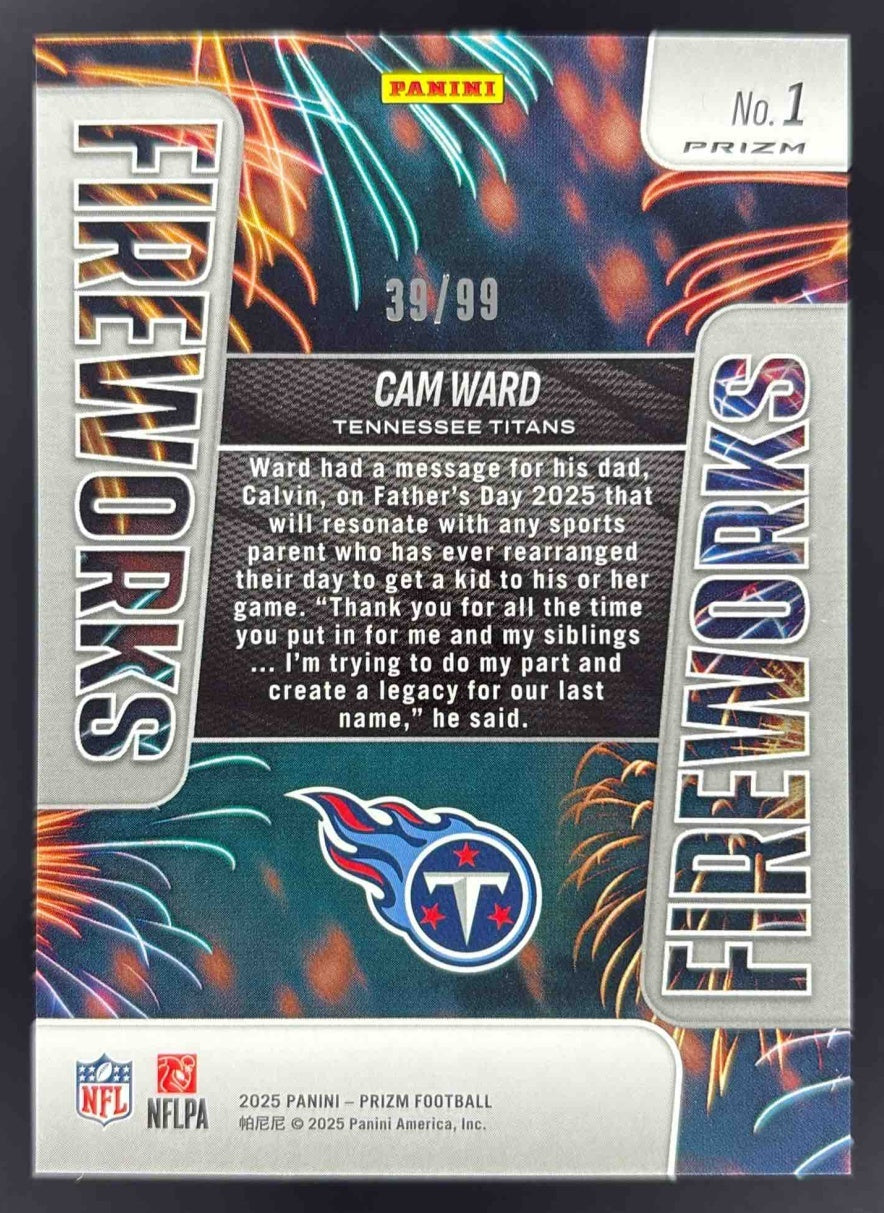 PANINI
No. 1
PRIZM
FIREWORKS
39/99
CAM WARD
TENNESSEE TITANS
Ward had a message for his dad,
Calvin, on Father's Day 2025 that
will resonate with any sports
parent who has ever rearranged
their day to get a kid to his or her
game. “Thank you for all the time
you put in for me and my siblings
... I'm trying to do my part and
create a legacy for our last
name,” he said.
FIREWORKS
T
NFL
NFLPA
2025 PANINI – PRIZM FOOTBALL
帕尼尼 © 2025 Panini America, Inc.